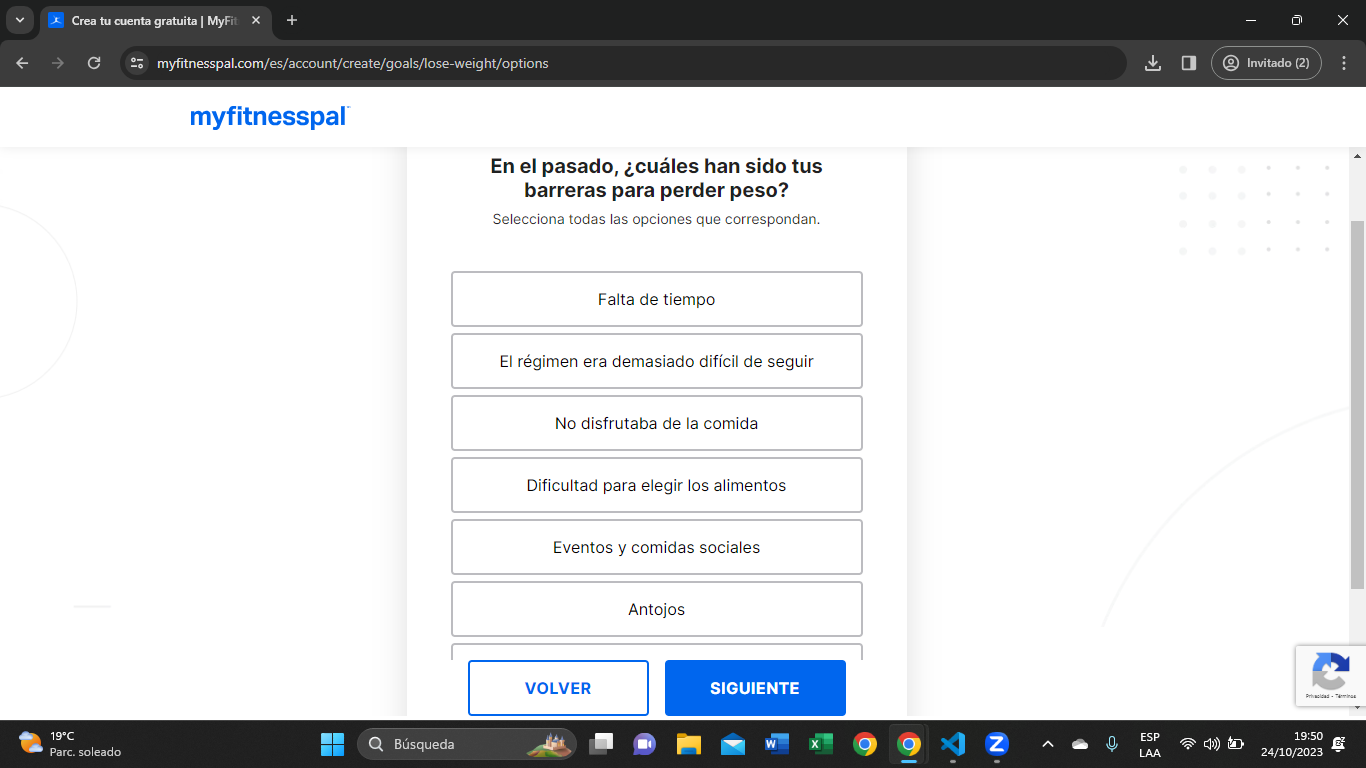 Crea tu cuenta gratuita | MyFit
myfitnesspal.com/es/account/create/goals/lose-weight/options
Invitado (2)
myfitnesspal
En el pasado, ¿cuáles han sido tus
barreras para perder peso?
Selecciona todas las opciones que correspondan.
Falta de tiempo
El régimen era demasiado difícil de seguir
No disfrutaba de la comida
Dificultad para elegir los alimentos
Eventos y comidas sociales
Antojos
VOLVER
SIGUIENTE
Privacidad - Términos
19°C
Parc. soleado
Búsqueda
ESP
LAA
19:50
24/10/2023